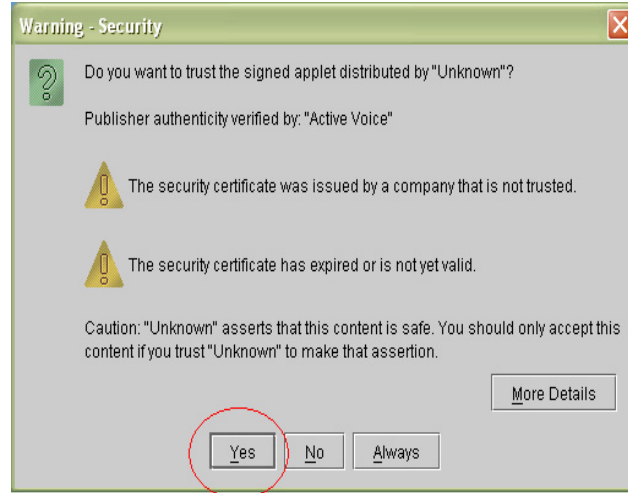 Warning - Security
Do you want to trust the signed applet distributed by "Unknown"?
Publisher authenticity verified by: "Active Voice"
The security certificate was issued by a company that is not trusted.
The security certificate has expired or is not yet valid.
Caution: "Unknown" asserts that this content is safe. You should only accept this
content if you trust "Unknown" to make that assertion.
More Details
Yes No Always